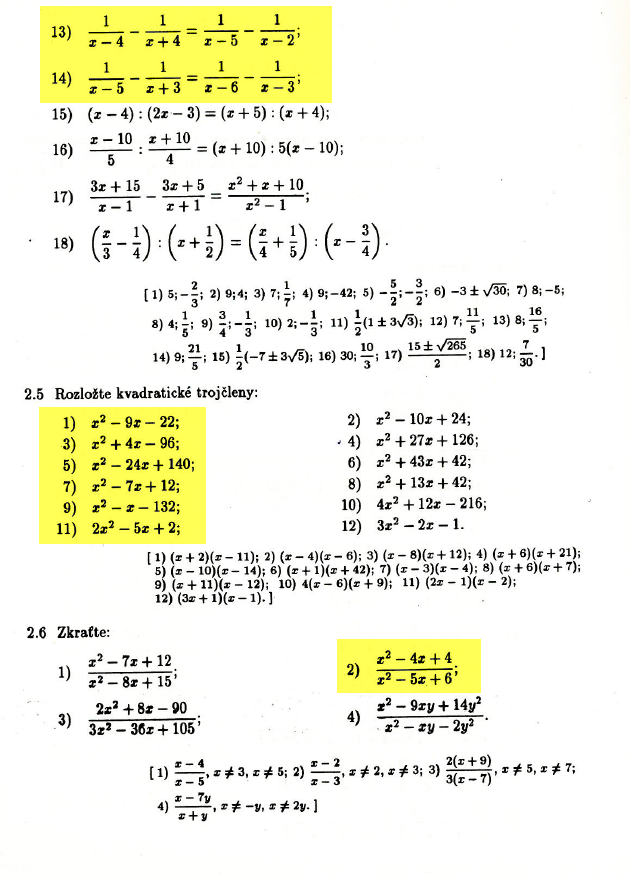 13) 1/(x − 4) − 1/(x + 4) = 1/(x − 5) − 1/(x − 2);
14) 1/(x − 5) − 1/(x + 3) = 1/(x − 6) − 1/(x − 3);
15) (x − 4) : (2x − 3) = (x + 5) : (x + 4);
16) (x − 10)/5 : (x + 10)/4 = (x + 10) : 5(x − 10);
17) (3x + 15)/(x − 1) − (3x + 5)/(x + 1) = (x² + x + 10)/(x² − 1);
18) (x/3 − 1/4) : (x + 1/2) = (x/4 + 1/5) : (x − 3/4).
[ 1) 5; −2/3; 2) 9; 4; 3) 7; 1/7; 4) 9; −42; 5) −5/2; −3/2; 6) −3 ± √30; 7) 8; −5;
8) 4; 1/5; 9) 3/4; −1/3; 10) 2; −1/3; 11) 1/2(1 ± 3√3); 12) 7; 11/5; 13) 8; 16/5;
14) 9; 21/5; 15) 1/2(−7 ± 3√5); 16) 30; 10/3; 17) (15 ± √265)/2; 18) 12; 7/30. ]
2.5 Rozložte kvadratické trojčleny:
1) x² − 9x − 22; 2) x² − 10x + 24;
3) x² + 4x − 96; 4) x² + 27x + 126;
5) x² − 24x + 140; 6) x² + 43x + 42;
7) x² − 7x + 12; 8) x² + 13x + 42;
9) x² − x − 132; 10) 4x² + 12x − 216;
11) 2x² − 5x + 2; 12) 3x² − 2x − 1.
[ 1) (x + 2)(x − 11); 2) (x − 4)(x − 6); 3) (x − 8)(x + 12); 4) (x + 6)(x + 21);
5) (x − 10)(x − 14); 6) (x + 1)(x + 42); 7) (x − 3)(x − 4); 8) (x + 6)(x + 7);
9) (x + 11)(x − 12); 10) 4(x − 6)(x + 9); 11) (2x − 1)(x − 2);
12) (3x + 1)(x − 1). ]
2.6 Zkraťte:
1) (x² − 7x + 12)/(x² − 8x + 15); 2) (x² − 4x + 4)/(x² − 5x + 6);
3) (2x² + 8x − 90)/(3x² − 36x + 105); 4) (x² − 9xy + 14y²)/(x² − xy − 2y²).
[ 1) (x − 4)/(x − 5), x ≠ 3, x ≠ 5; 2) (x − 2)/(x − 3), x ≠ 2, x ≠ 3; 3) 2(x + 9)/3(x − 7), x ≠ 5, x ≠ 7;
4) (x − 7y)/(x + y), x ≠ −y, x ≠ 2y. ]